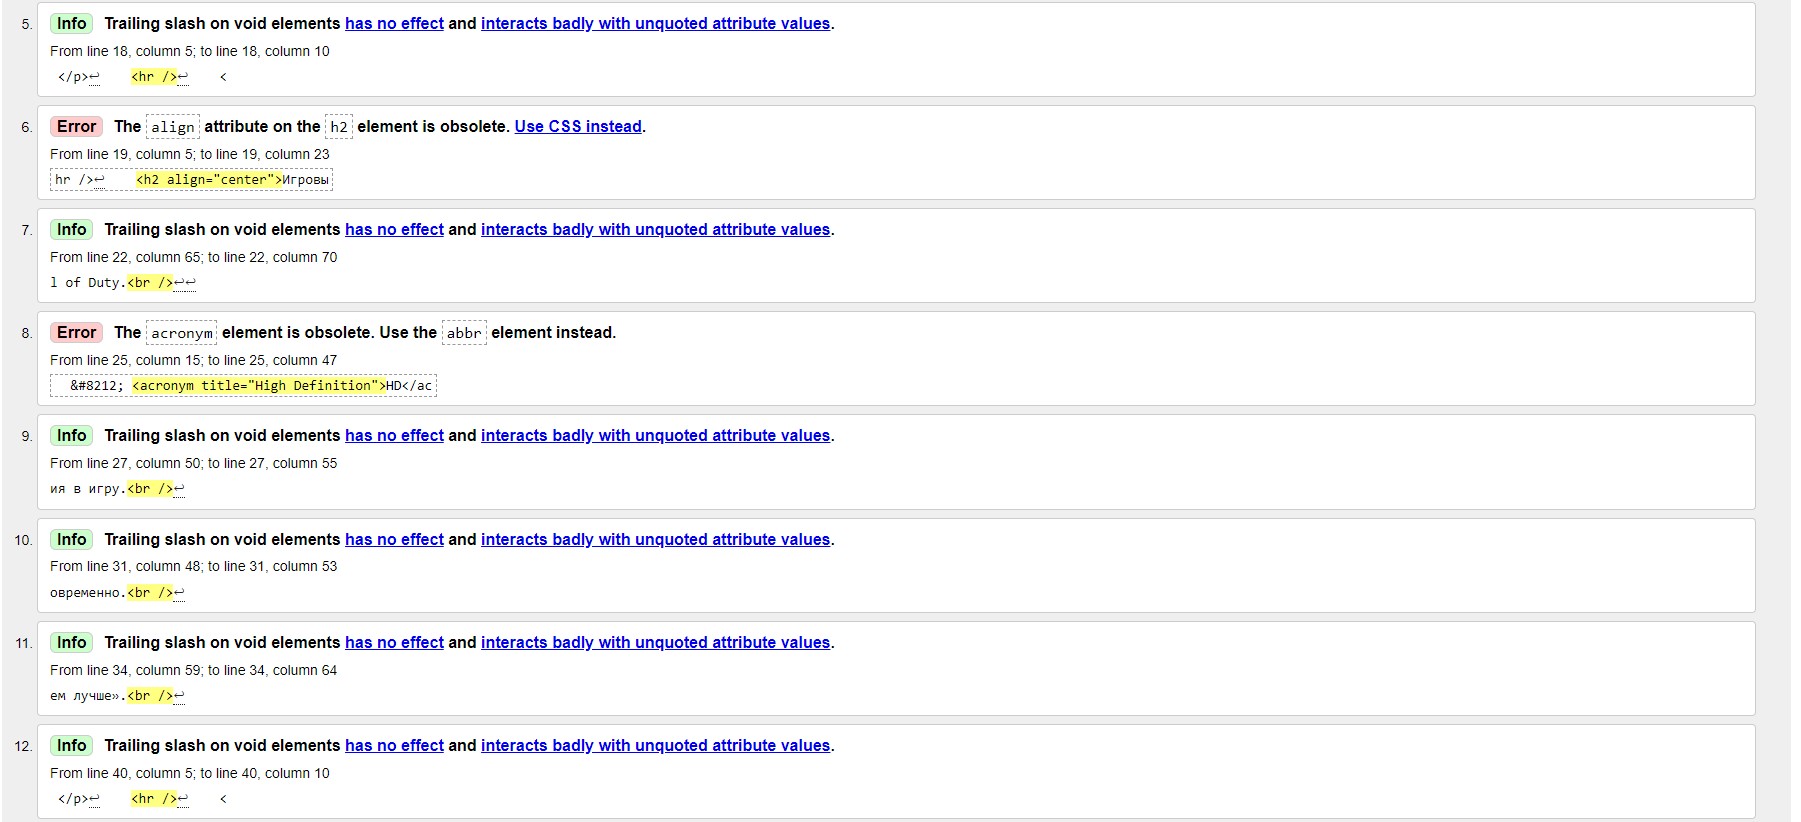 5. Info Trailing slash on void elements has no effect and interacts badly with unquoted attribute values.
From line 18, column 5; to line 18, column 10
</p>↩ <hr />↩ <
6. Error The align attribute on the h2 element is obsolete. Use CSS instead.
From line 19, column 5; to line 19, column 23
hr />↩ <h2 align="center">Игровы
7. Info Trailing slash on void elements has no effect and interacts badly with unquoted attribute values.
From line 22, column 65; to line 22, column 70
l of Duty.<br />↩↩
8. Error The acronym element is obsolete. Use the abbr element instead.
From line 25, column 15; to line 25, column 47
&#8212; <acronym title="High Definition">HD</ac
9. Info Trailing slash on void elements has no effect and interacts badly with unquoted attribute values.
From line 27, column 50; to line 27, column 55
ия в игру.<br />↩
10. Info Trailing slash on void elements has no effect and interacts badly with unquoted attribute values.
From line 31, column 48; to line 31, column 53
овременно.<br />↩
11. Info Trailing slash on void elements has no effect and interacts badly with unquoted attribute values.
From line 34, column 59; to line 34, column 64
ем лучше».<br />↩
12. Info Trailing slash on void elements has no effect and interacts badly with unquoted attribute values.
From line 40, column 5; to line 40, column 10
</p>↩ <hr />↩ <